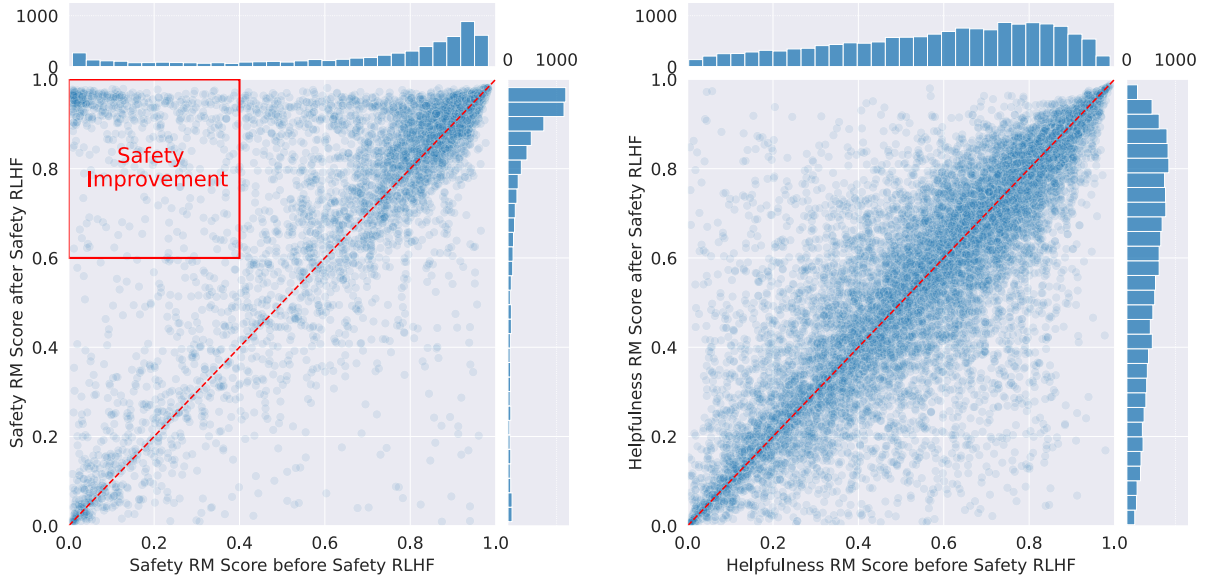 1000
0
0 1000
1.0
0.8
0.6
0.4
0.2
0.0
Safety RM Score after Safety RLHF
Safety
Improvement
0.0 0.2 0.4 0.6 0.8 1.0
Safety RM Score before Safety RLHF
1000
0
0 1000
1.0
0.8
0.6
0.4
0.2
0.0
Helpfulness RM Score after Safety RLHF
0.0 0.2 0.4 0.6 0.8 1.0
Helpfulness RM Score before Safety RLHF